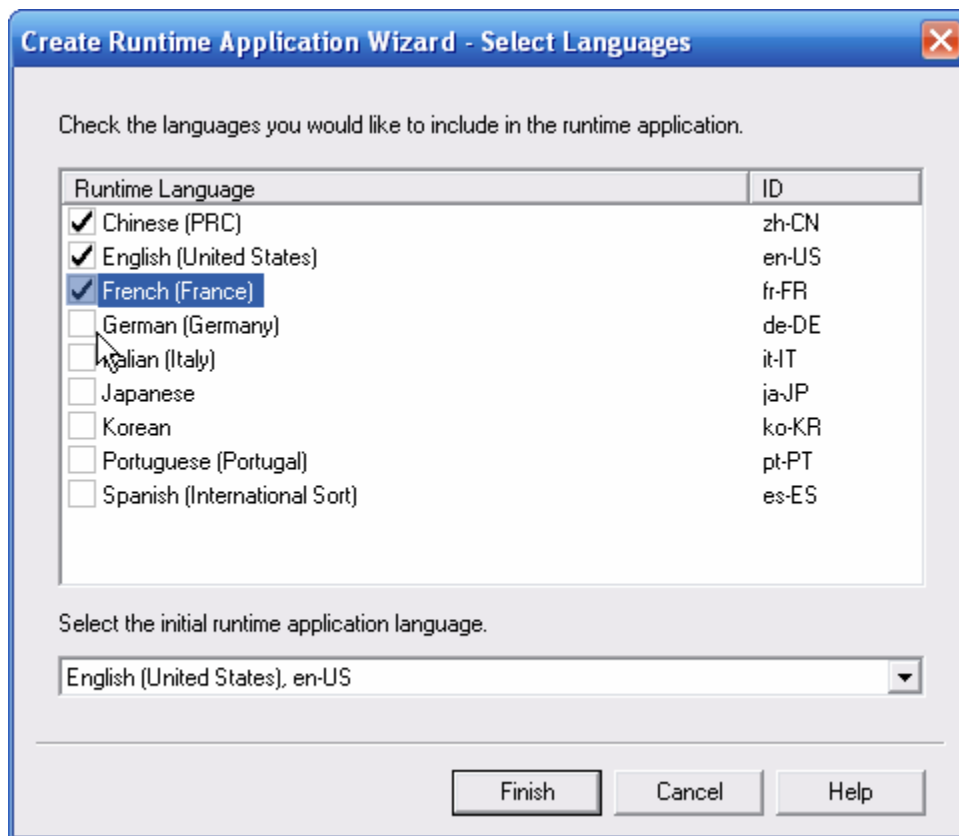 Create Runtime Application Wizard - Select Languages
Check the languages you would like to include in the runtime application.
Runtime Language ID
Chinese (PRC) zh-CN
English (United States) en-US
French (France) fr-FR
German (Germany) de-DE
Italian (Italy) it-IT
Japanese ja-JP
Korean ko-KR
Portuguese (Portugal) pt-PT
Spanish (International Sort) es-ES
Select the initial runtime application language.
English (United States), en-US
Finish Cancel Help